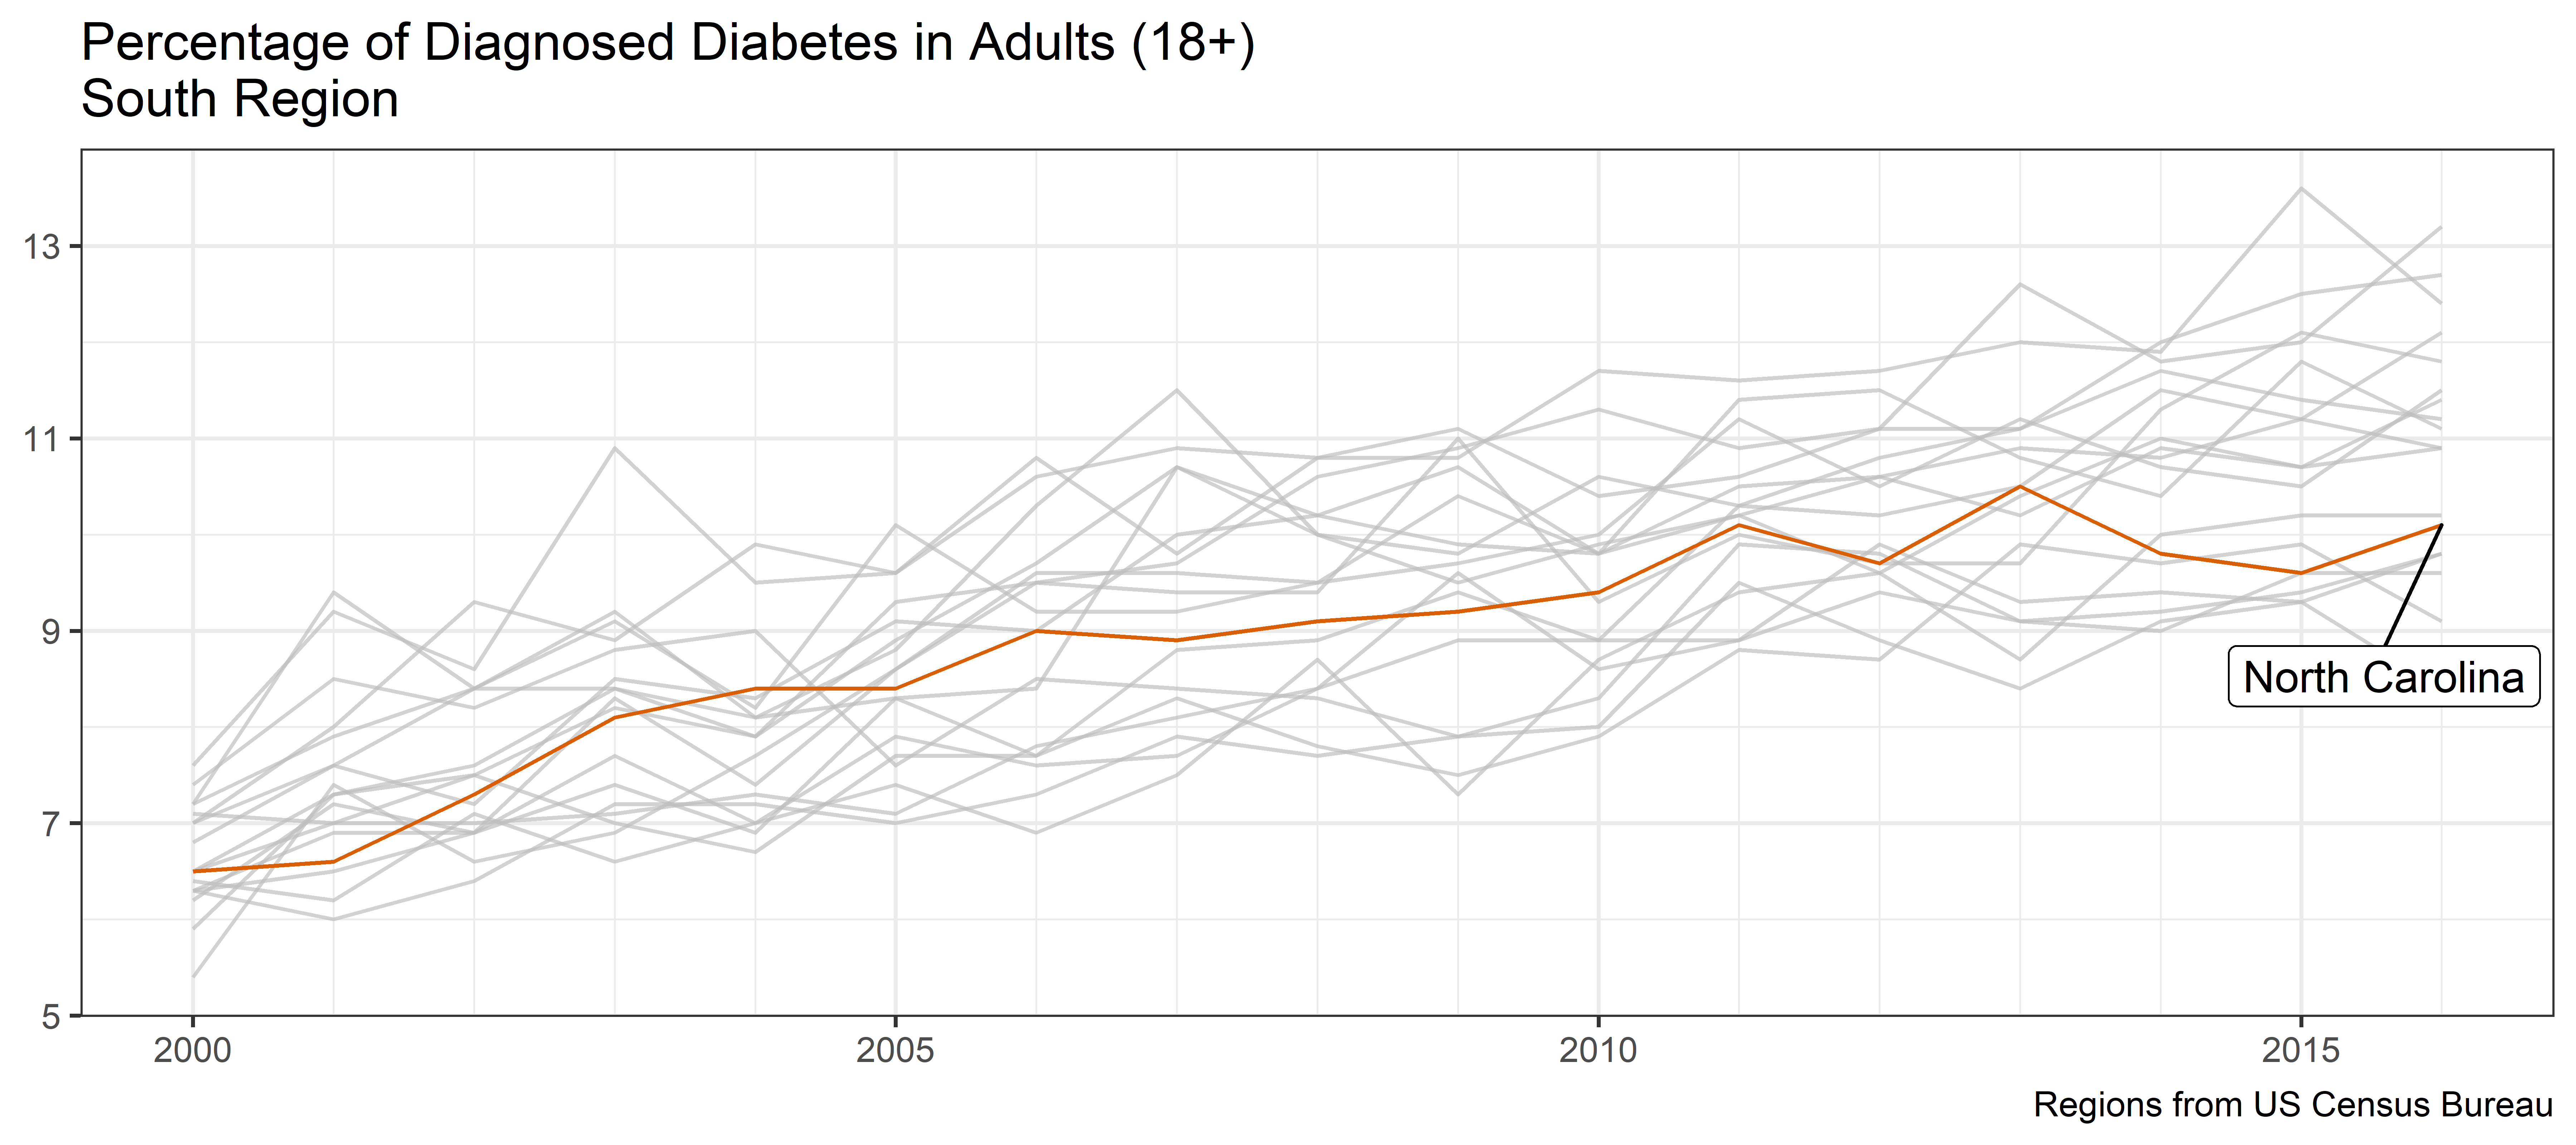 Percentage of Diagnosed Diabetes in Adults (18+)
South Region
13
11
9
7
5
North Carolina
2000 2005 2010 2015
Regions from US Census Bureau